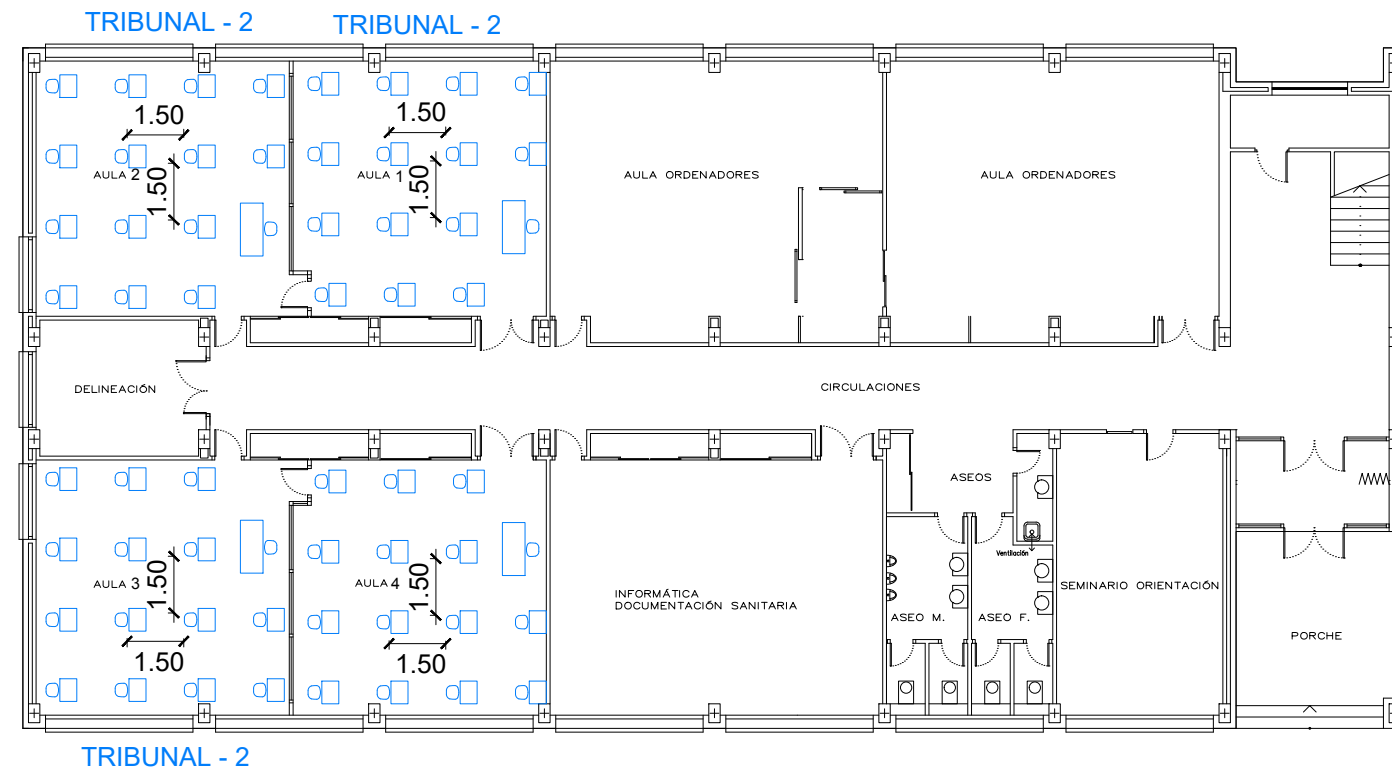 TRIBUNAL - 2
TRIBUNAL - 2
1.50
1.50
AULA 2
1.50
AULA 1
1.50
AULA ORDENADORES
AULA ORDENADORES
DELINEACIÓN
CIRCULACIONES
ASEOS
Ventilación
AULA 3
1.50
1.50
AULA 4
1.50
1.50
INFORMÁTICA
DOCUMENTACIÓN SANITARIA
ASEO M.
ASEO F.
SEMINARIO ORIENTACIÓN
PORCHE
TRIBUNAL - 2